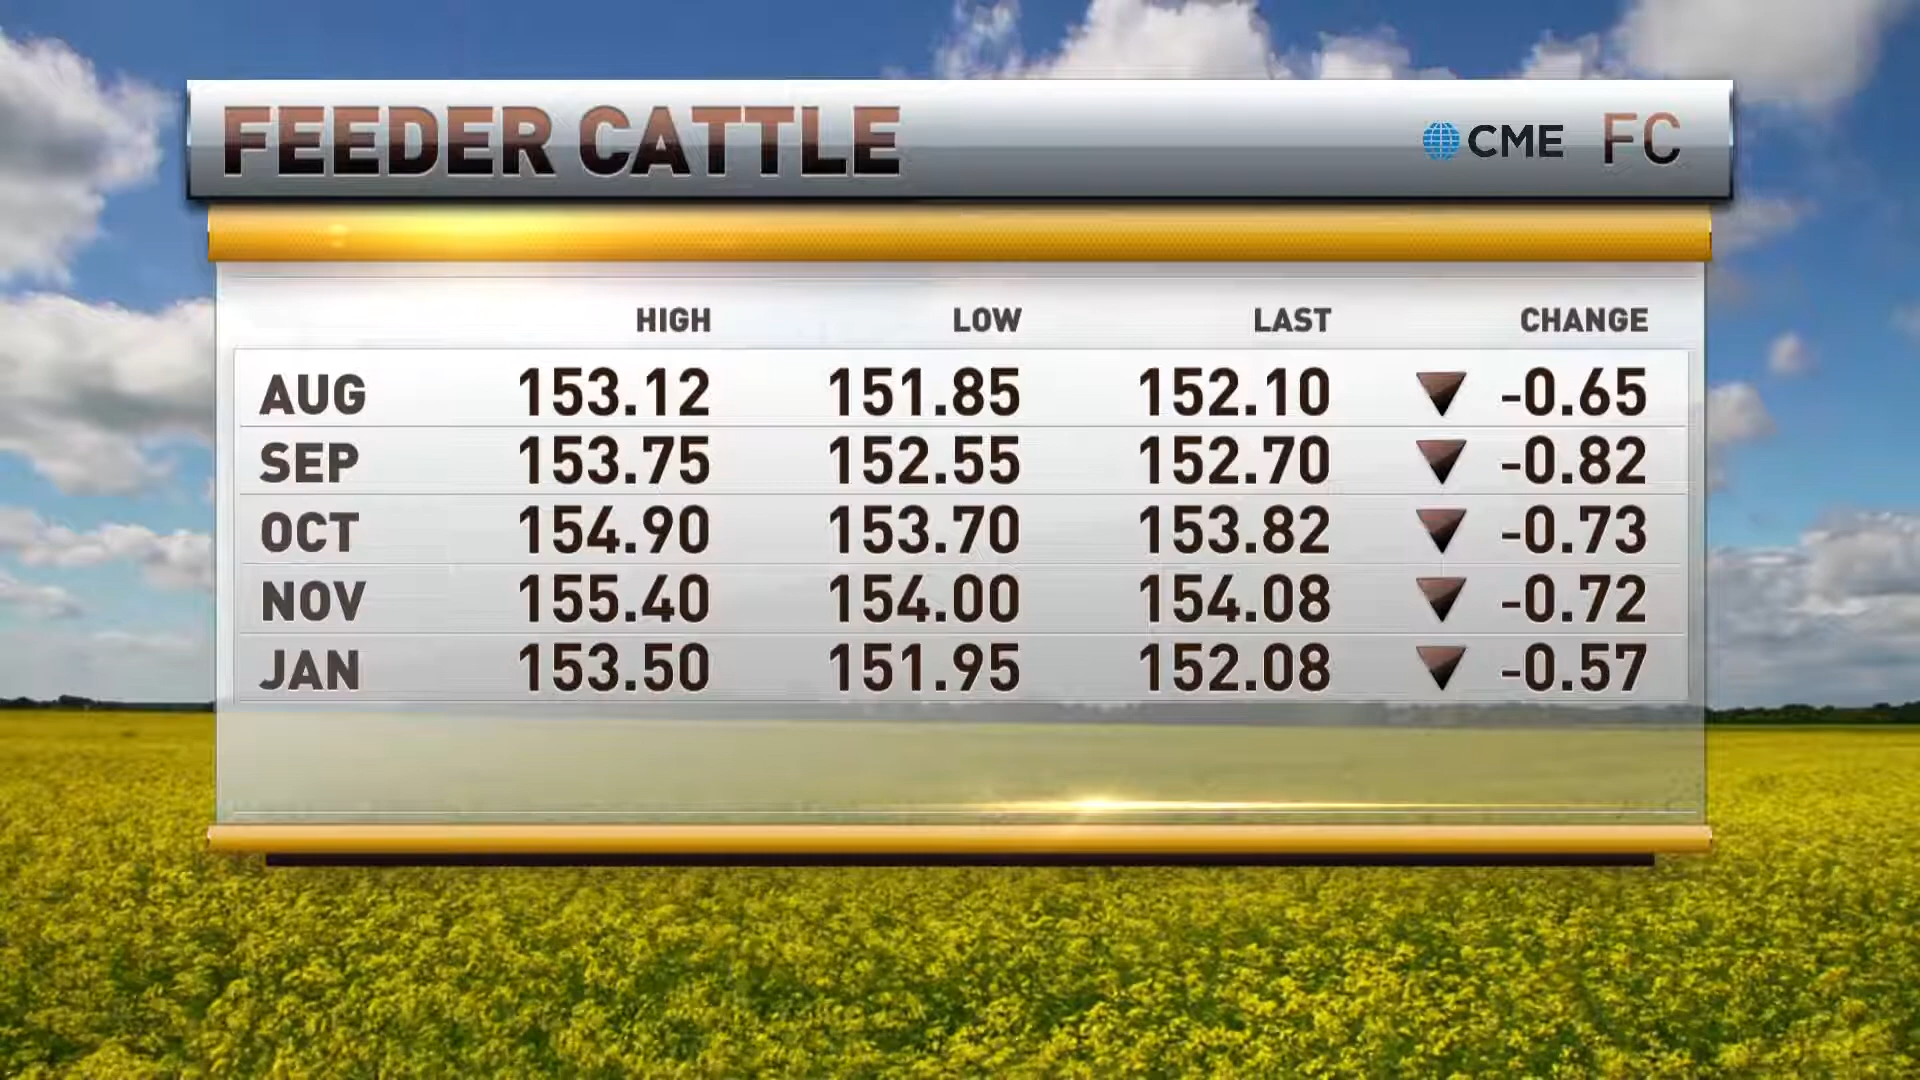 FEEDER CATTLE CME FC
HIGH LOW LAST CHANGE
AUG 153.12 151.85 152.10 ▼ -0.65
SEP 153.75 152.55 152.70 ▼ -0.82
OCT 154.90 153.70 153.82 ▼ -0.73
NOV 155.40 154.00 154.08 ▼ -0.72
JAN 153.50 151.95 152.08 ▼ -0.57